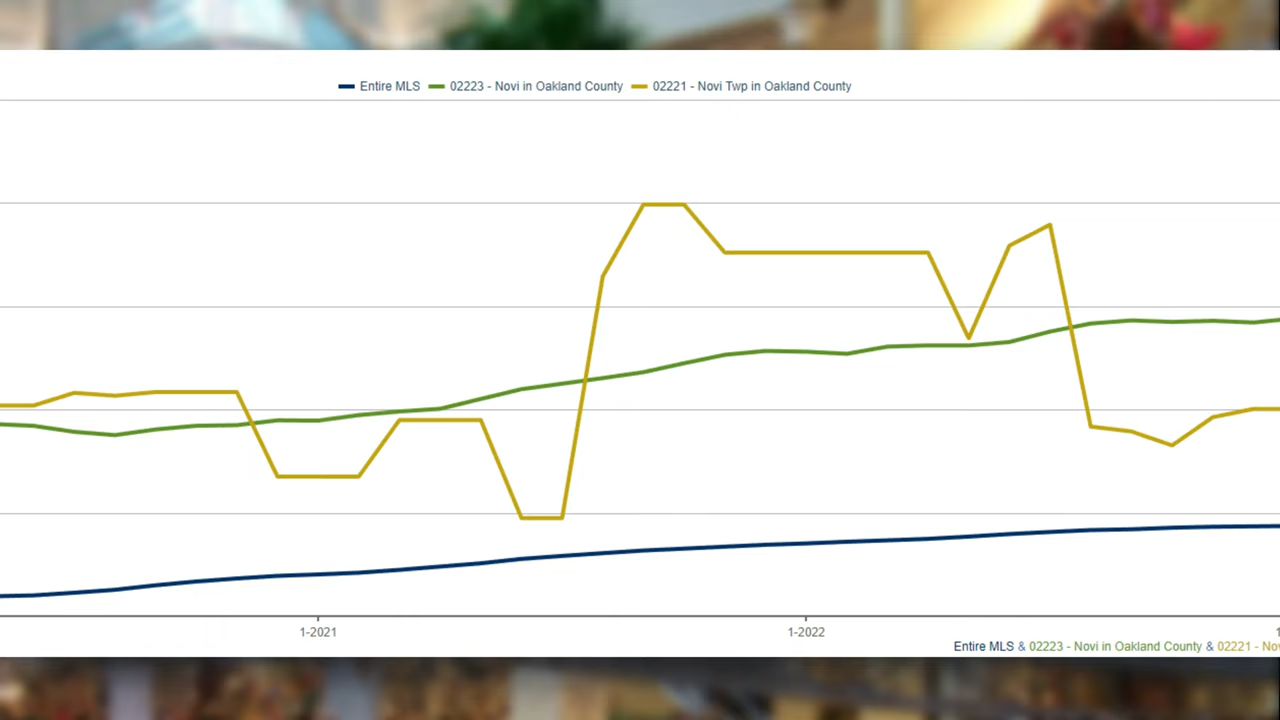 Entire MLS 02223 - Novi in Oakland County 02221 - Novi Twp in Oakland County
1-2021 1-2022
Entire MLS & 02223 - Novi in Oakland County & 02221 - Nov